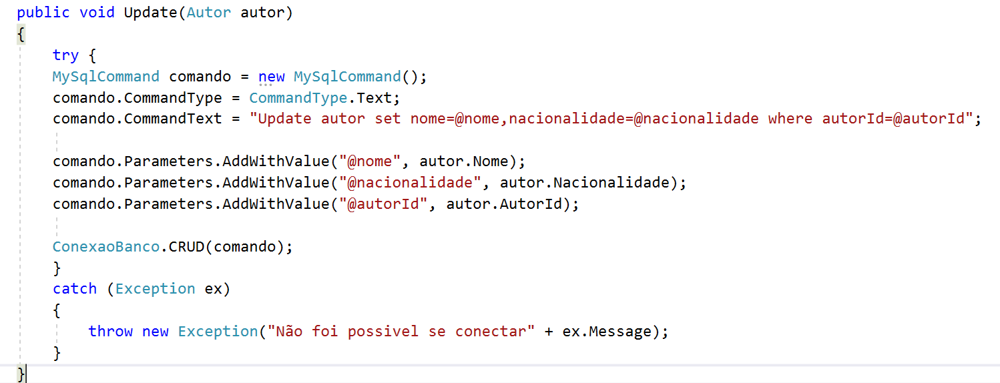 public void Update(Autor autor)
{
try {
MySqlCommand comando = new MySqlCommand();
comando.CommandType = CommandType.Text;
comando.CommandText = "Update autor set nome=@nome,nacionalidade=@nacionalidade where autorId=@autorId";
comando.Parameters.AddWithValue("@nome", autor.Nome);
comando.Parameters.AddWithValue("@nacionalidade", autor.Nacionalidade);
comando.Parameters.AddWithValue("@autorId", autor.AutorId);
ConexaoBanco.CRUD(comando);
}
catch (Exception ex)
{
throw new Exception("Não foi possivel se conectar" + ex.Message);
}
}